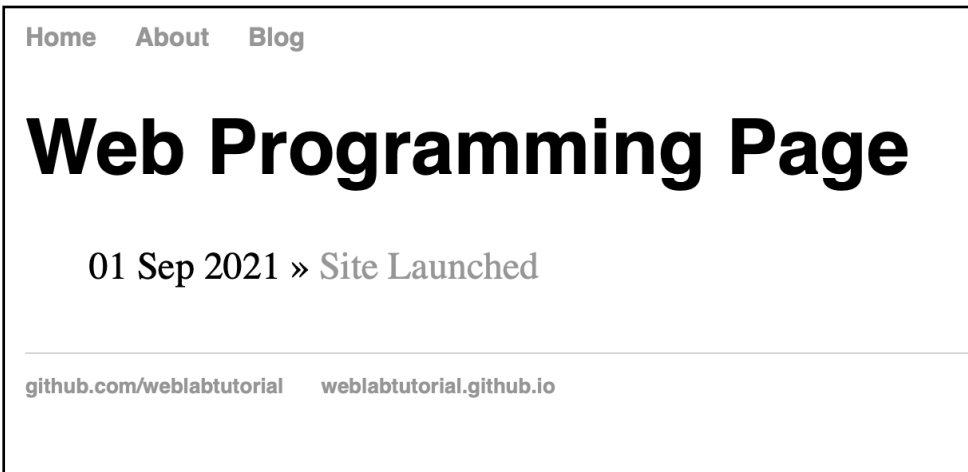 Home About Blog
Web Programming Page
01 Sep 2021 » Site Launched
github.com/weblabtutorial weblabtutorial.github.io